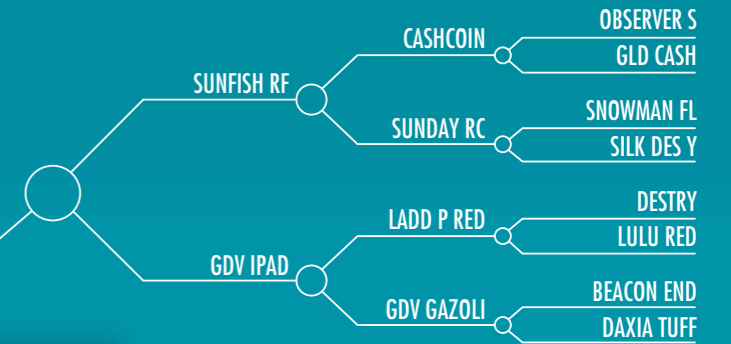 OBSERVER S
CASHCOIN
GLD CASH
SUNFISH RF
SNOWMAN FL
SUNDAY RC
SILK DES Y
DESTRY
LADD P RED
LULU RED
GDV IPAD
BEACON END
GDV GAZOLI
DAXIA TUFF